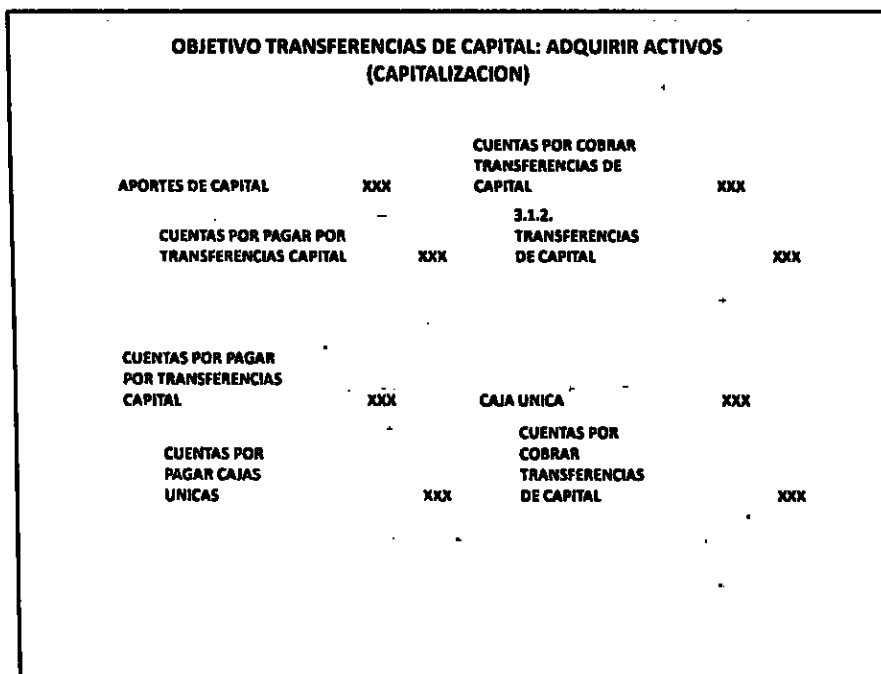 OBJETIVO TRANSFERENCIAS DE CAPITAL: ADQUIRIR ACTIVOS
(CAPITALIZACION)
APORTES DE CAPITAL XXX
CUENTAS POR PAGAR POR
TRANSFERENCIAS CAPITAL XXX
CUENTAS POR COBRAR
TRANSFERENCIAS DE
CAPITAL XXX
3.1.2.
TRANSFERENCIAS
DE CAPITAL XXX
CUENTAS POR PAGAR
POR TRANSFERENCIAS
CAPITAL XXX
CUENTAS POR
PAGAR CAJAS
UNICAS XXX
CAJA UNICA XXX
CUENTAS POR
COBRAR
TRANSFERENCIAS
DE CAPITAL XXX